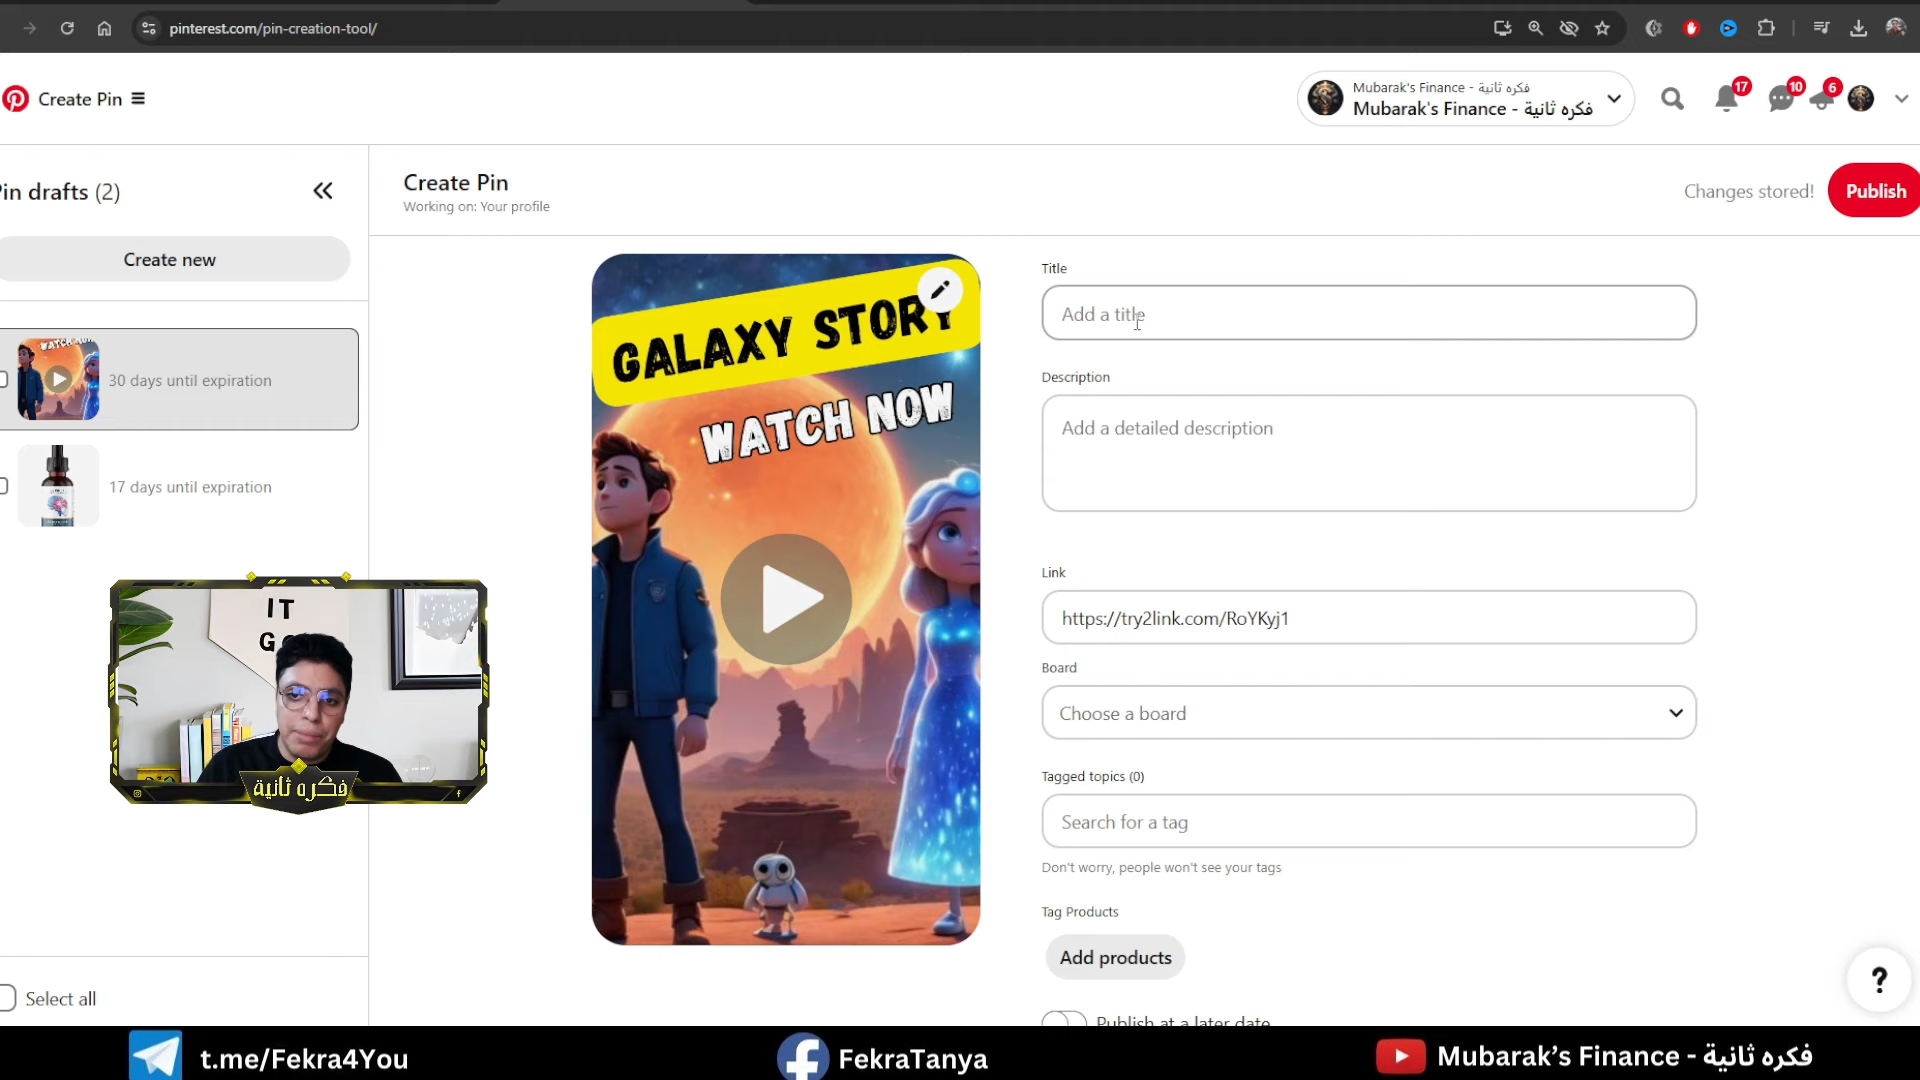 pinterest.com/pin-creation-tool/
Create Pin
Mubarak's Finance - فكره ثانية
Mubarak's Finance - فكره ثانية
17
10
6
Pin drafts (2)
Create new
30 days until expiration
17 days until expiration
Select all
Create Pin
Working on: Your profile
Changes stored!
Publish
GALAXY STORY
WATCH NOW
Title
Add a title
Description
Add a detailed description
Link
https://try2link.com/RoYKyj1
Board
Choose a board
Tagged topics (0)
Search for a tag
Don't worry, people won't see your tags
Tag Products
Add products
Publish at a later date
?
IT
فكره ثانية
t.me/Fekra4You
FekraTanya
Mubarak's Finance - فكره ثانية